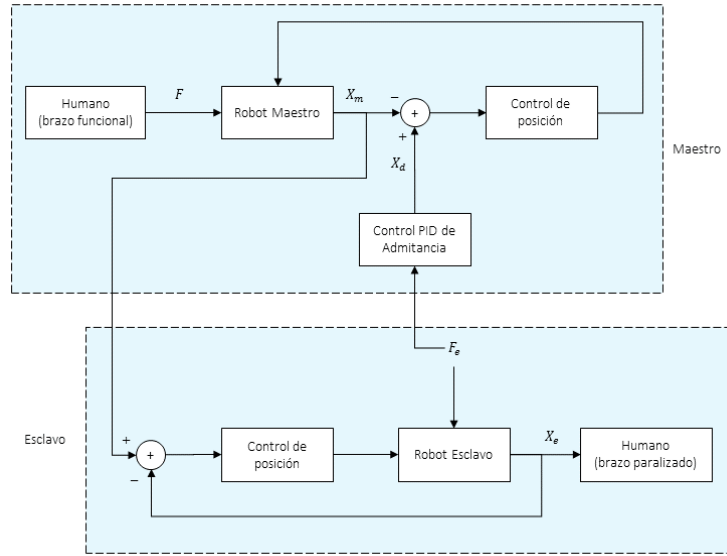 Humano
(brazo funcional)
F
Robot Maestro
X_m
−
+
+
Control de
posición
Maestro
X_d
Control PID de
Admitancia
F_e
Esclavo
+
+
−
Control de
posición
Robot Esclavo
X_e
Humano
(brazo paralizado)